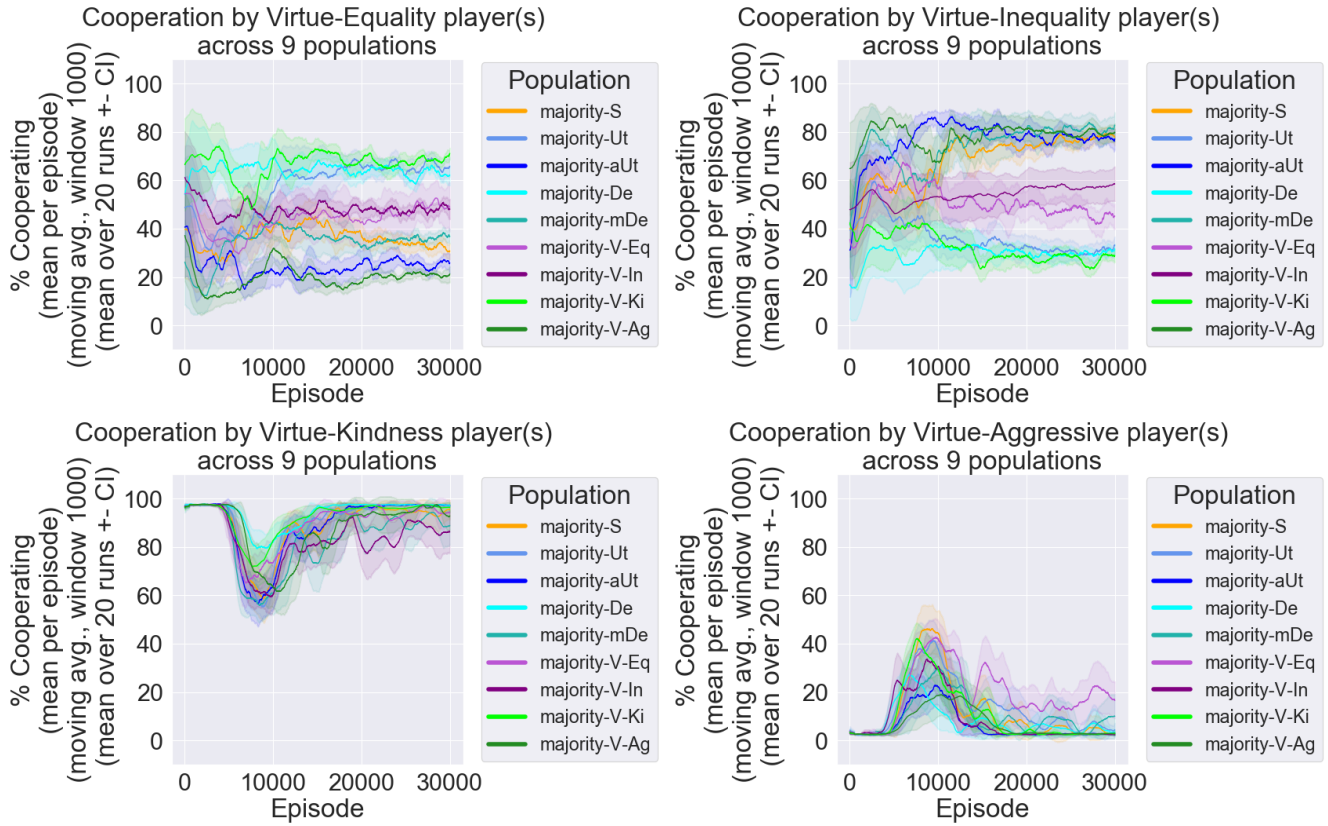 Cooperation by Virtue-Equality player(s)
across 9 populations
% Cooperating
(mean per episode)
(moving avg., window 1000)
(mean over 20 runs +- CI)
100
80
60
40
20
0
0 10000 20000 30000
Episode
Population
majority-S
majority-Ut
majority-aUt
majority-De
majority-mDe
majority-V-Eq
majority-V-In
majority-V-Ki
majority-V-Ag
Cooperation by Virtue-Inequality player(s)
across 9 populations
% Cooperating
(mean per episode)
(moving avg., window 1000)
(mean over 20 runs +- CI)
100
80
60
40
20
0
0 10000 20000 30000
Episode
Population
majority-S
majority-Ut
majority-aUt
majority-De
majority-mDe
majority-V-Eq
majority-V-In
majority-V-Ki
majority-V-Ag
Cooperation by Virtue-Kindness player(s)
across 9 populations
% Cooperating
(mean per episode)
(moving avg., window 1000)
(mean over 20 runs +- CI)
100
80
60
40
20
0
0 10000 20000 30000
Episode
Population
majority-S
majority-Ut
majority-aUt
majority-De
majority-mDe
majority-V-Eq
majority-V-In
majority-V-Ki
majority-V-Ag
Cooperation by Virtue-Aggressive player(s)
across 9 populations
% Cooperating
(mean per episode)
(moving avg., window 1000)
(mean over 20 runs +- CI)
100
80
60
40
20
0
0 10000 20000 30000
Episode
Population
majority-S
majority-Ut
majority-aUt
majority-De
majority-mDe
majority-V-Eq
majority-V-In
majority-V-Ki
majority-V-Ag